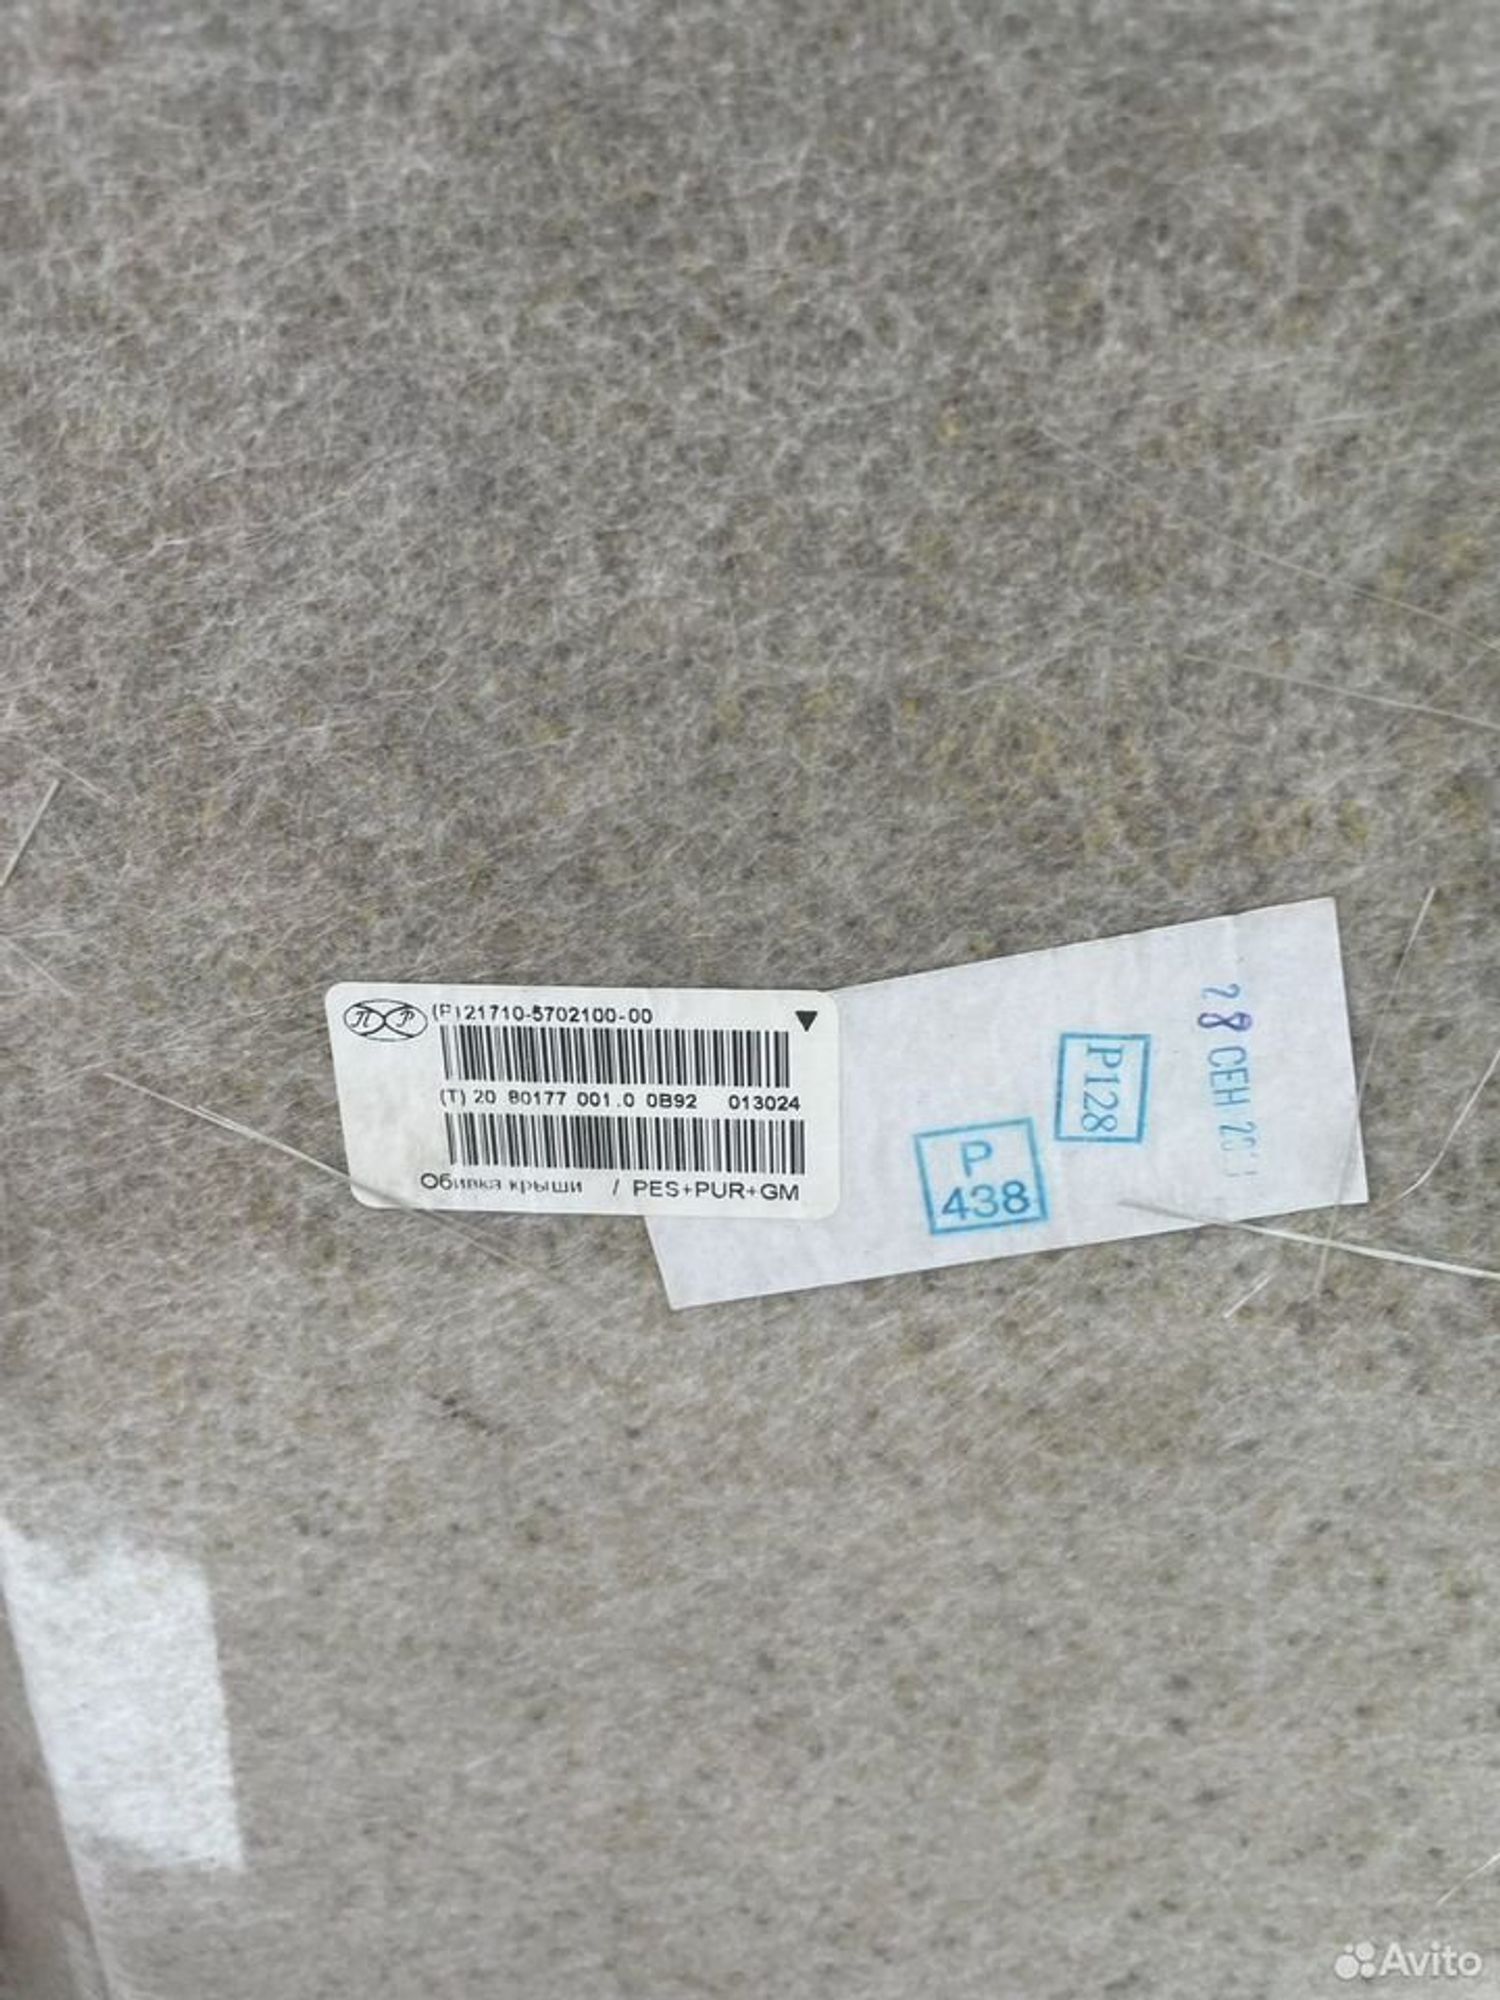 ПР (P)21710-5702100-00
(T) 20 80177 001.0 0B92 013024
Обивка крыши / PES+PUR+GM
P
438
P128
28 СЕН
Avito